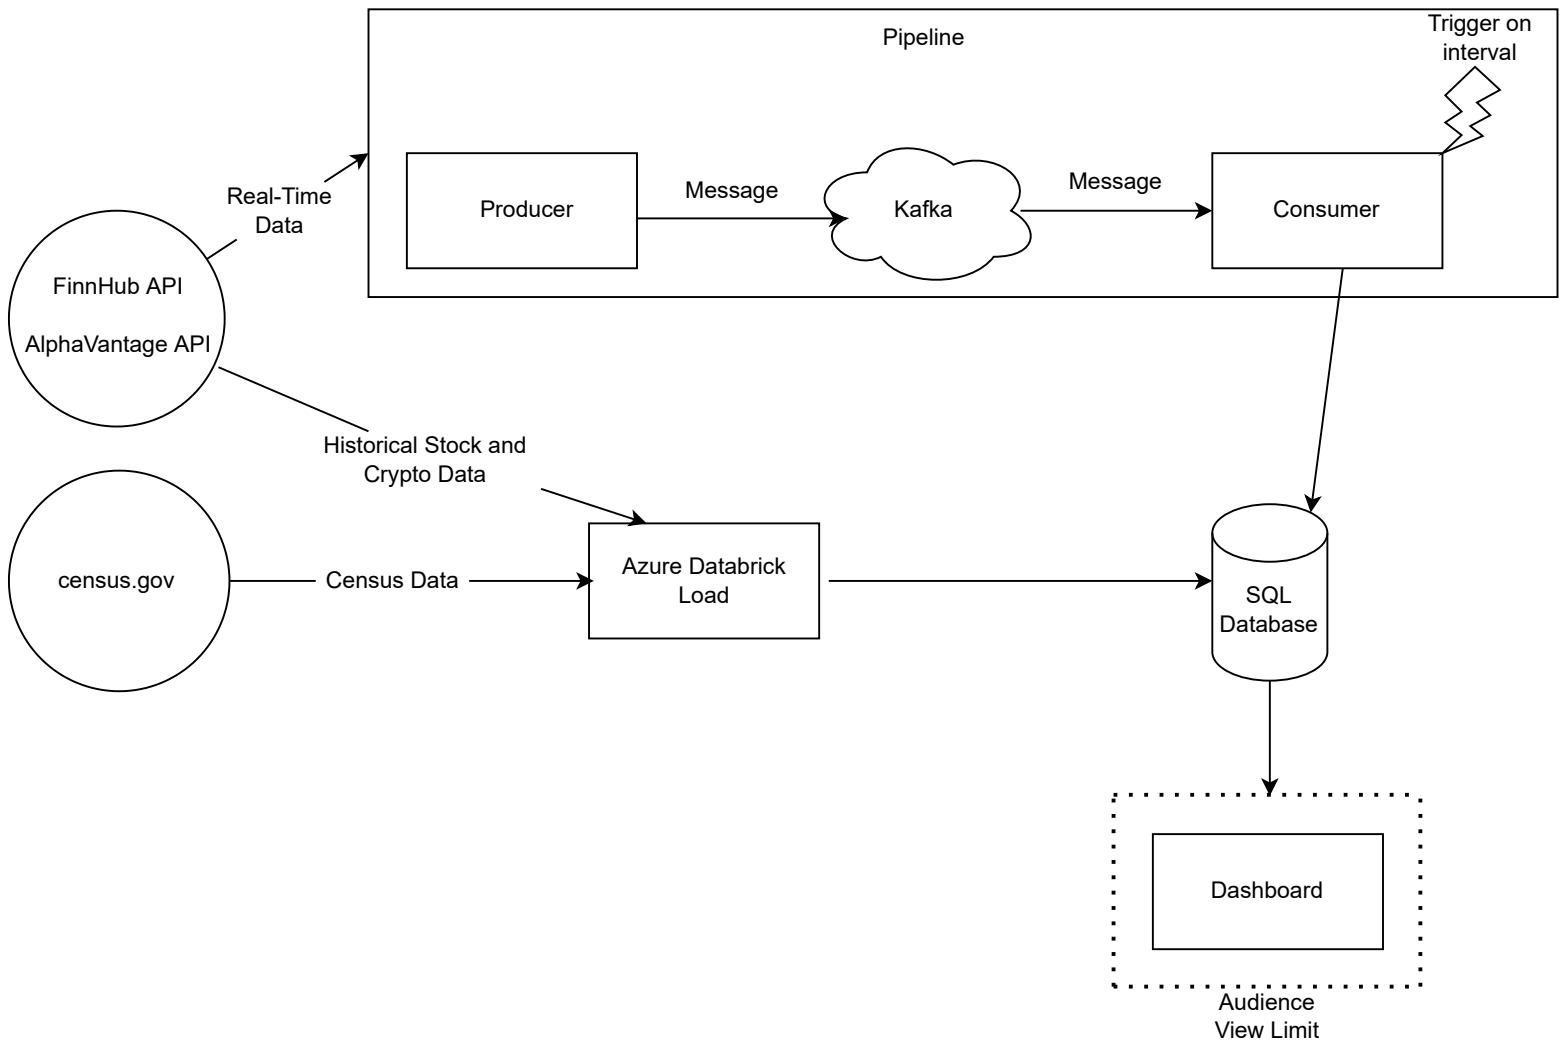 Trigger on
interval
Pipeline
Real-Time
Data
Producer
Message
Kafka
Message
Consumer
FinnHub API
AlphaVantage API
Historical Stock and
Crypto Data
census.gov
Census Data
Azure Databrick
Load
SQL
Database
Dashboard
Audience
View Limit